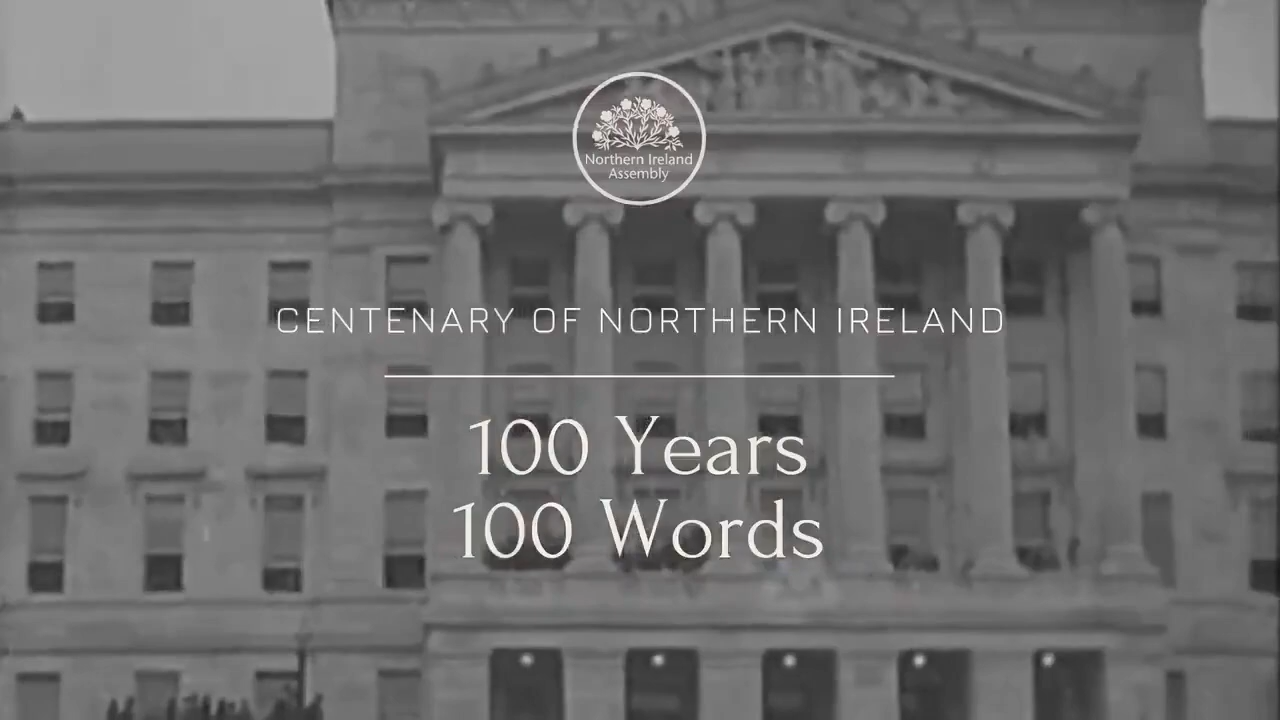 Northern Ireland
Assembly
CENTENARY OF NORTHERN IRELAND
100 Years
100 Words